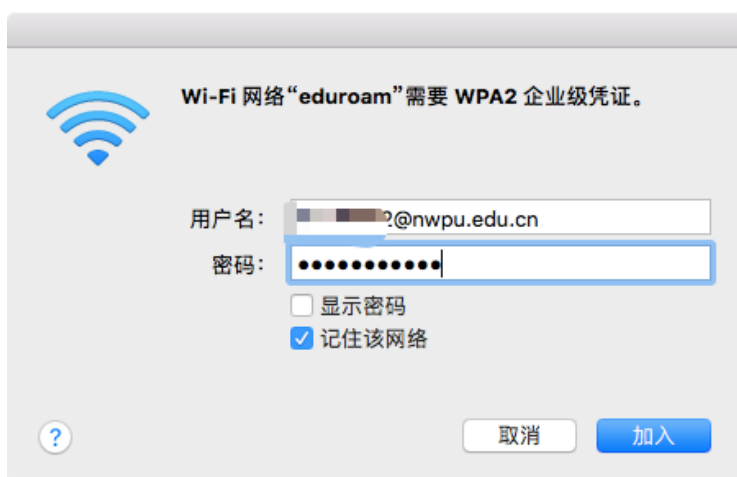 Wi-Fi 网络“eduroam”需要 WPA2 企业级凭证。
用户名：
2@nwpu.edu.cn
密码：
•••••••••••
显示密码
记住该网络
?
取消
加入